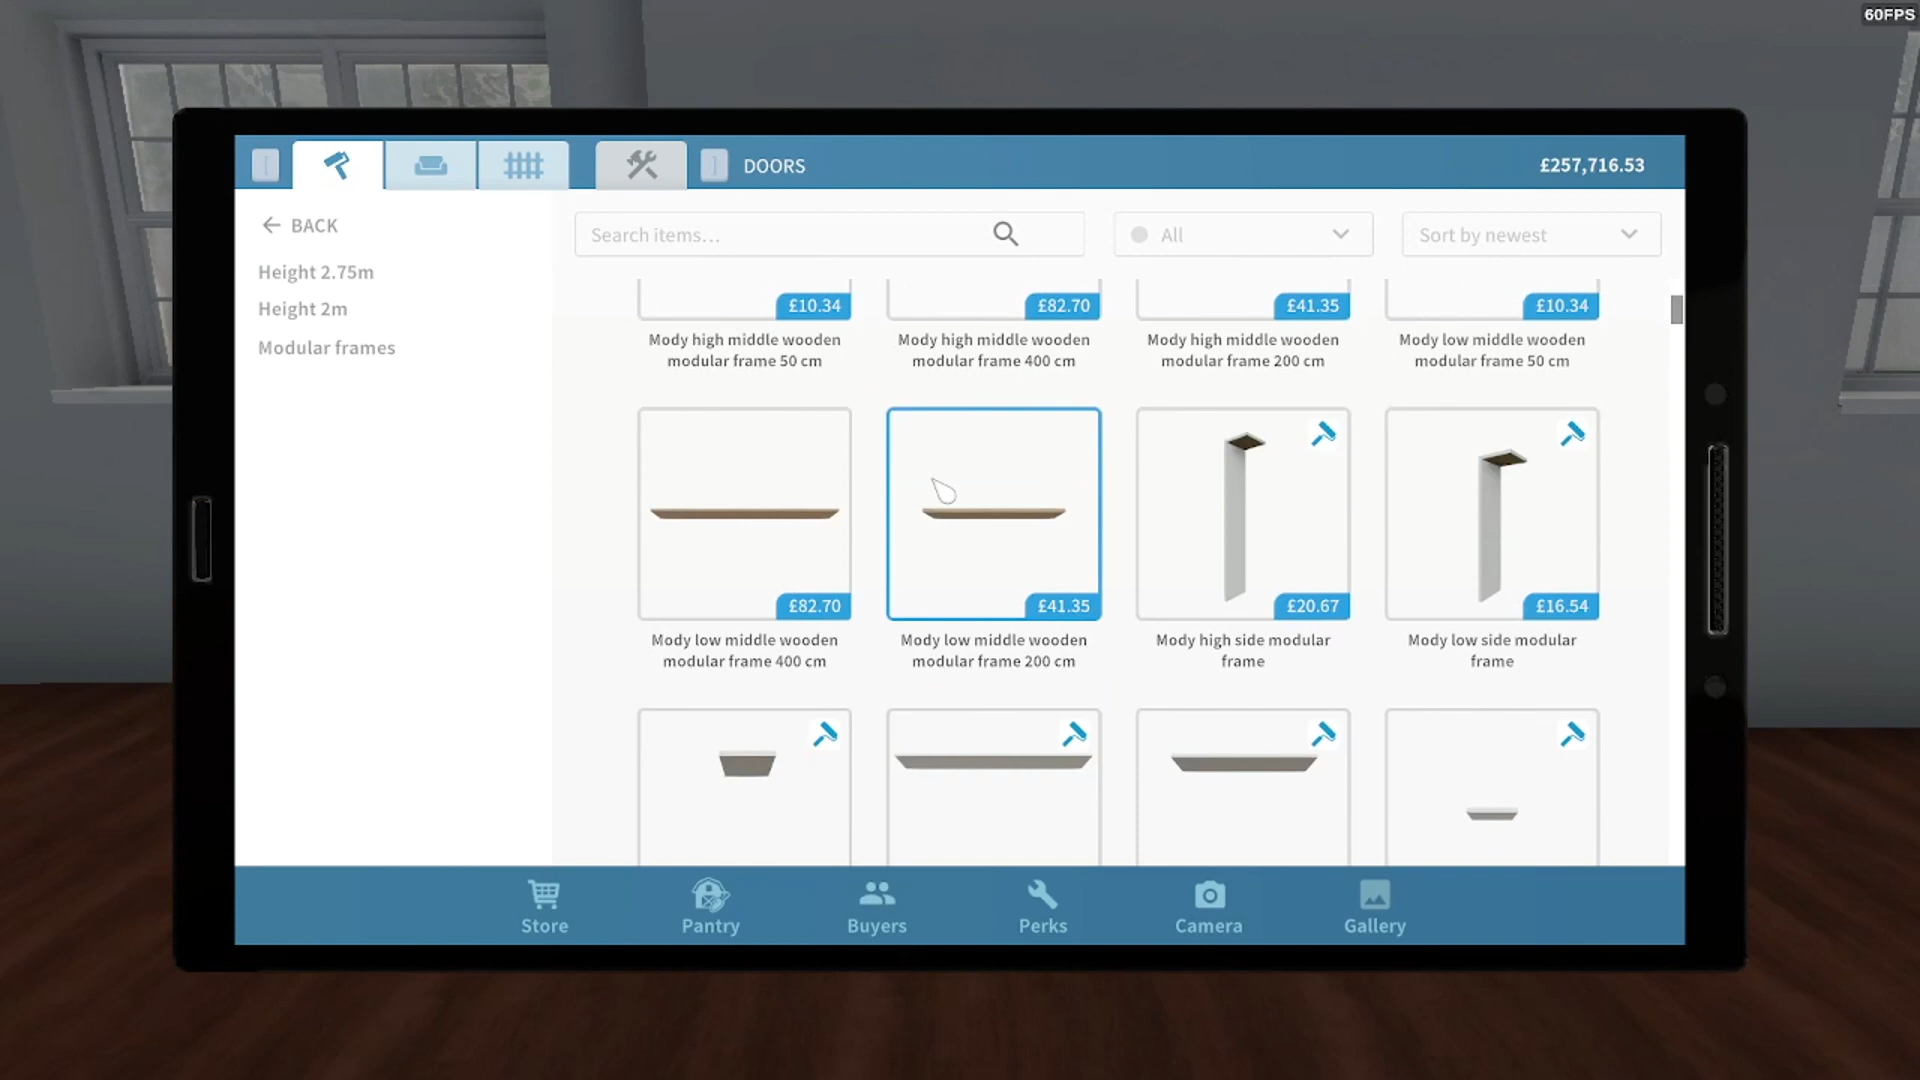 60FPS
DOORS
£257,716.53
BACK
Search items...
All
Sort by newest
Height 2.75m
Height 2m
Modular frames
£10.34
£82.70
£41.35
£10.34
Mody high middle wooden
modular frame 50 cm
Mody high middle wooden
modular frame 400 cm
Mody high middle wooden
modular frame 200 cm
Mody low middle wooden
modular frame 50 cm
£82.70
£41.35
£20.67
£16.54
Mody low middle wooden
modular frame 400 cm
Mody low middle wooden
modular frame 200 cm
Mody high side modular
frame
Mody low side modular
frame
Store
Pantry
Buyers
Perks
Camera
Gallery